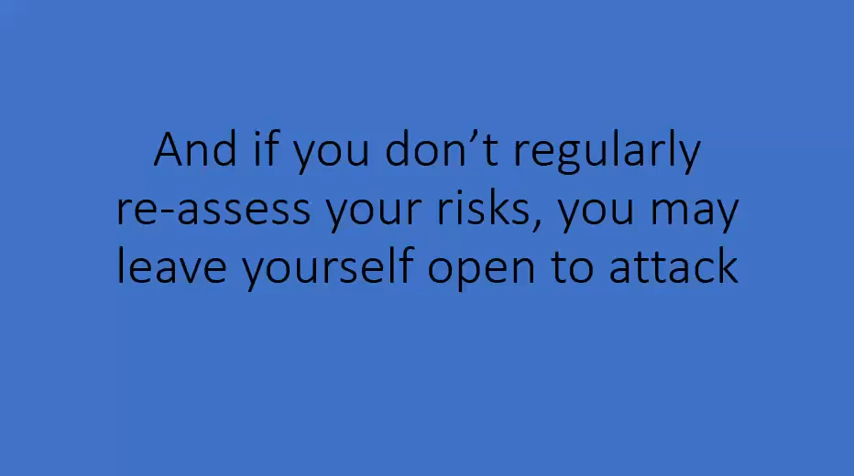 And if you don’t regularly
re-assess your risks, you may
leave yourself open to attack